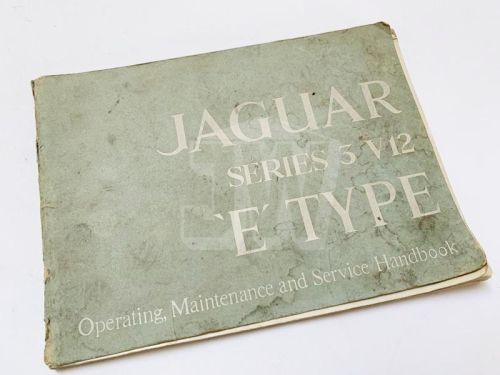 JAGUAR
SERIES 3 V12
`E´ TYPE
Operating, Maintenance and Service Handbook